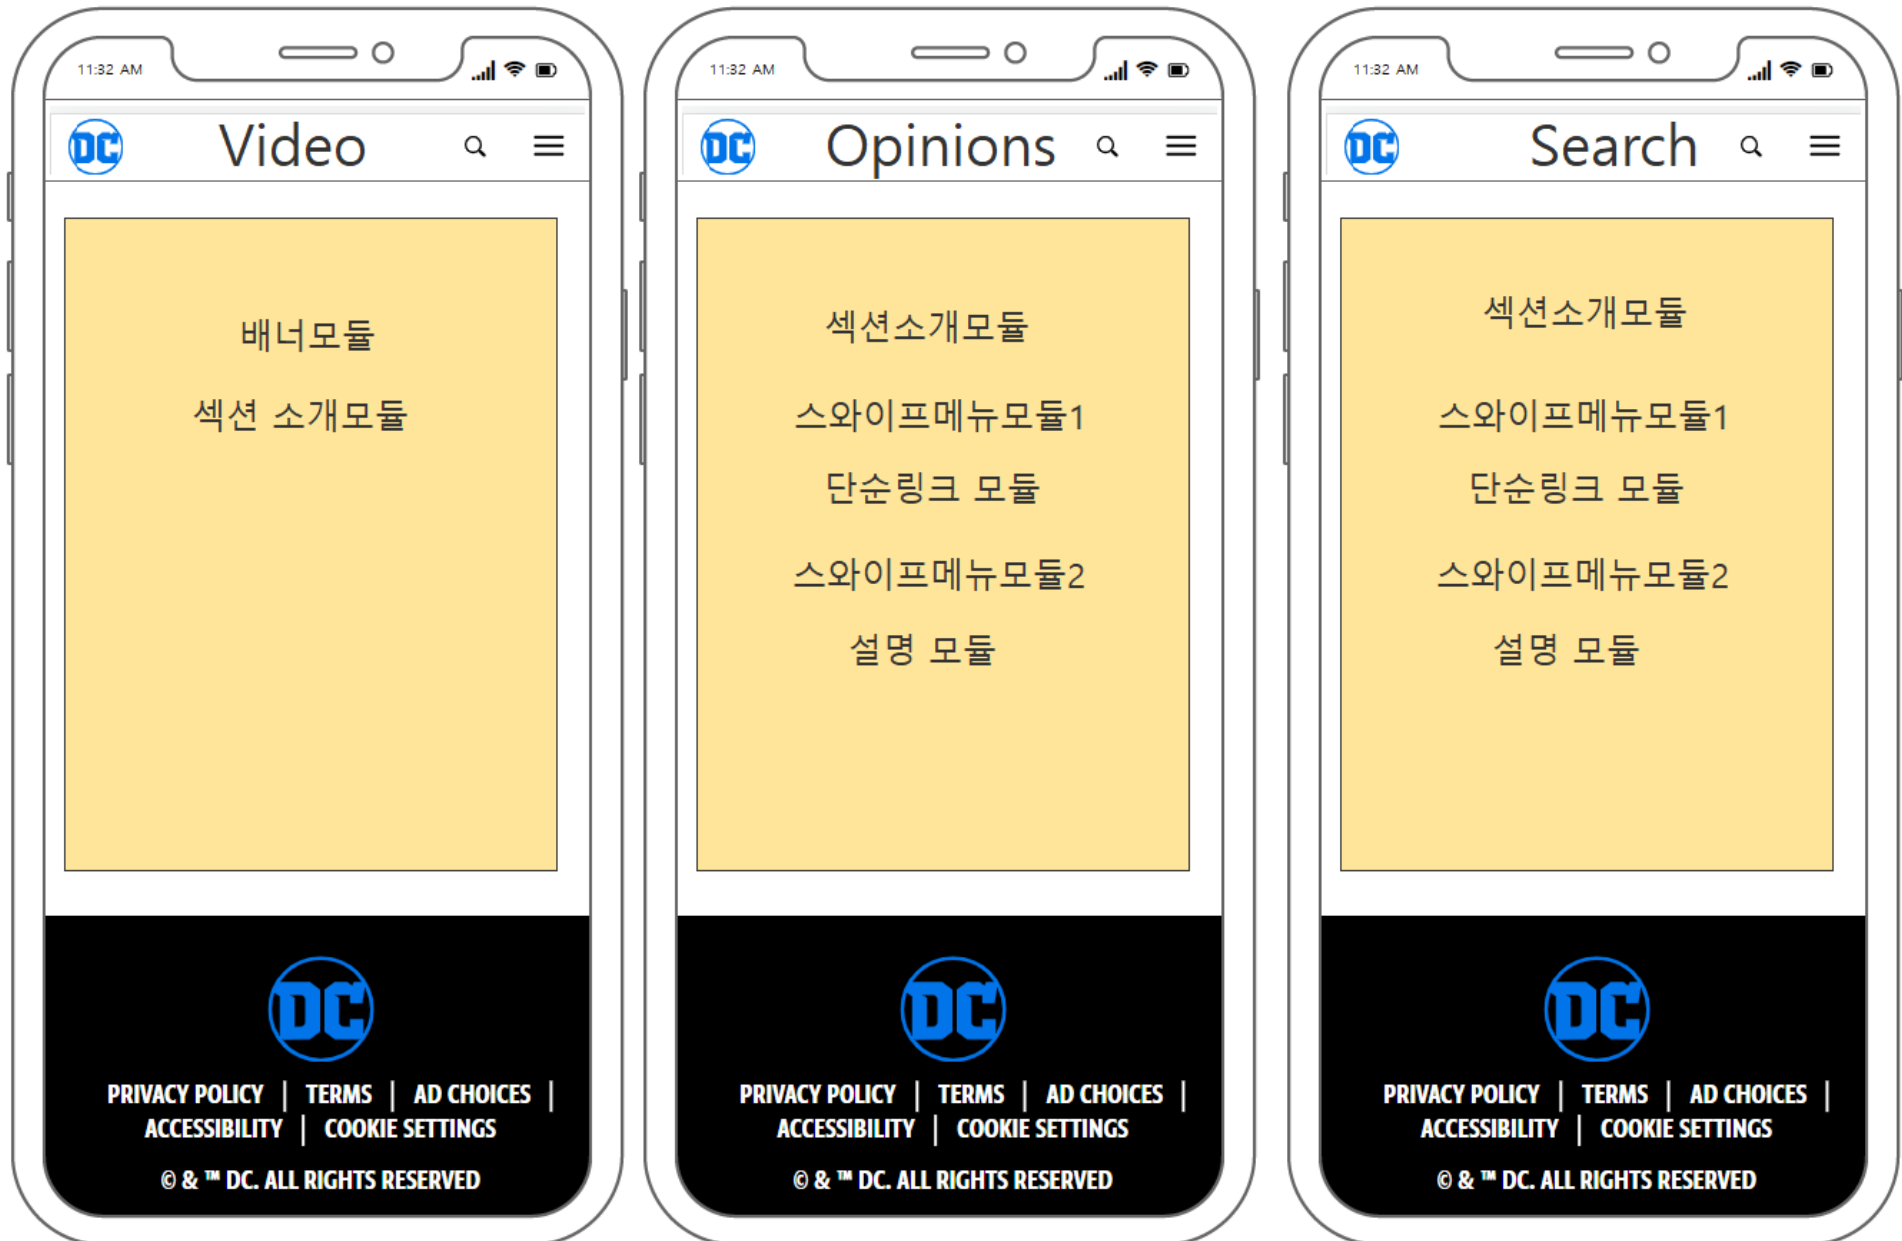 11:32 AM
DC
Video
배너모듈
섹션 소개모듈
DC
PRIVACY POLICY | TERMS | AD CHOICES |
ACCESSIBILITY | COOKIE SETTINGS
© & ™ DC. ALL RIGHTS RESERVED
11:32 AM
DC
Opinions
섹션소개모듈
스와이프메뉴모듈1
단순링크 모듈
스와이프메뉴모듈2
설명 모듈
DC
PRIVACY POLICY | TERMS | AD CHOICES |
ACCESSIBILITY | COOKIE SETTINGS
© & ™ DC. ALL RIGHTS RESERVED
11:32 AM
DC
Search
섹션소개모듈
스와이프메뉴모듈1
단순링크 모듈
스와이프메뉴모듈2
설명 모듈
DC
PRIVACY POLICY | TERMS | AD CHOICES |
ACCESSIBILITY | COOKIE SETTINGS
© & ™ DC. ALL RIGHTS RESERVED